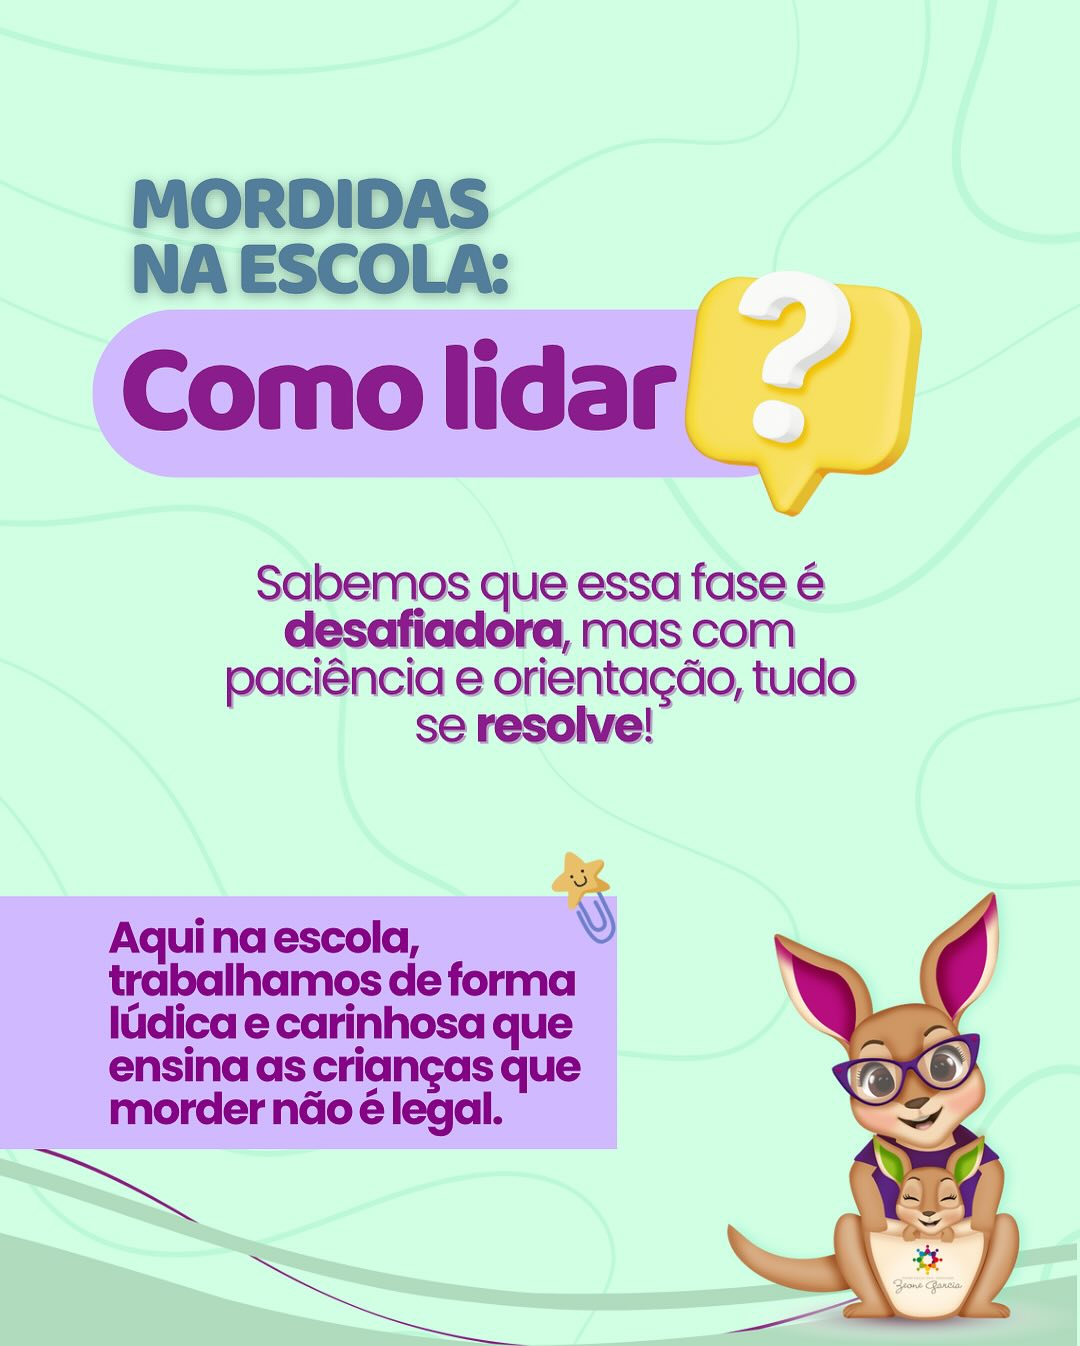 MORDIDAS
NA ESCOLA:
Como lidar
?
Sabemos que essa fase é
desafiadora, mas com
paciência e orientação, tudo
se resolve!
Aqui na escola,
trabalhamos de forma
lúdica e carinhosa que
ensina as crianças que
morder não é legal.
Zeone Garcia